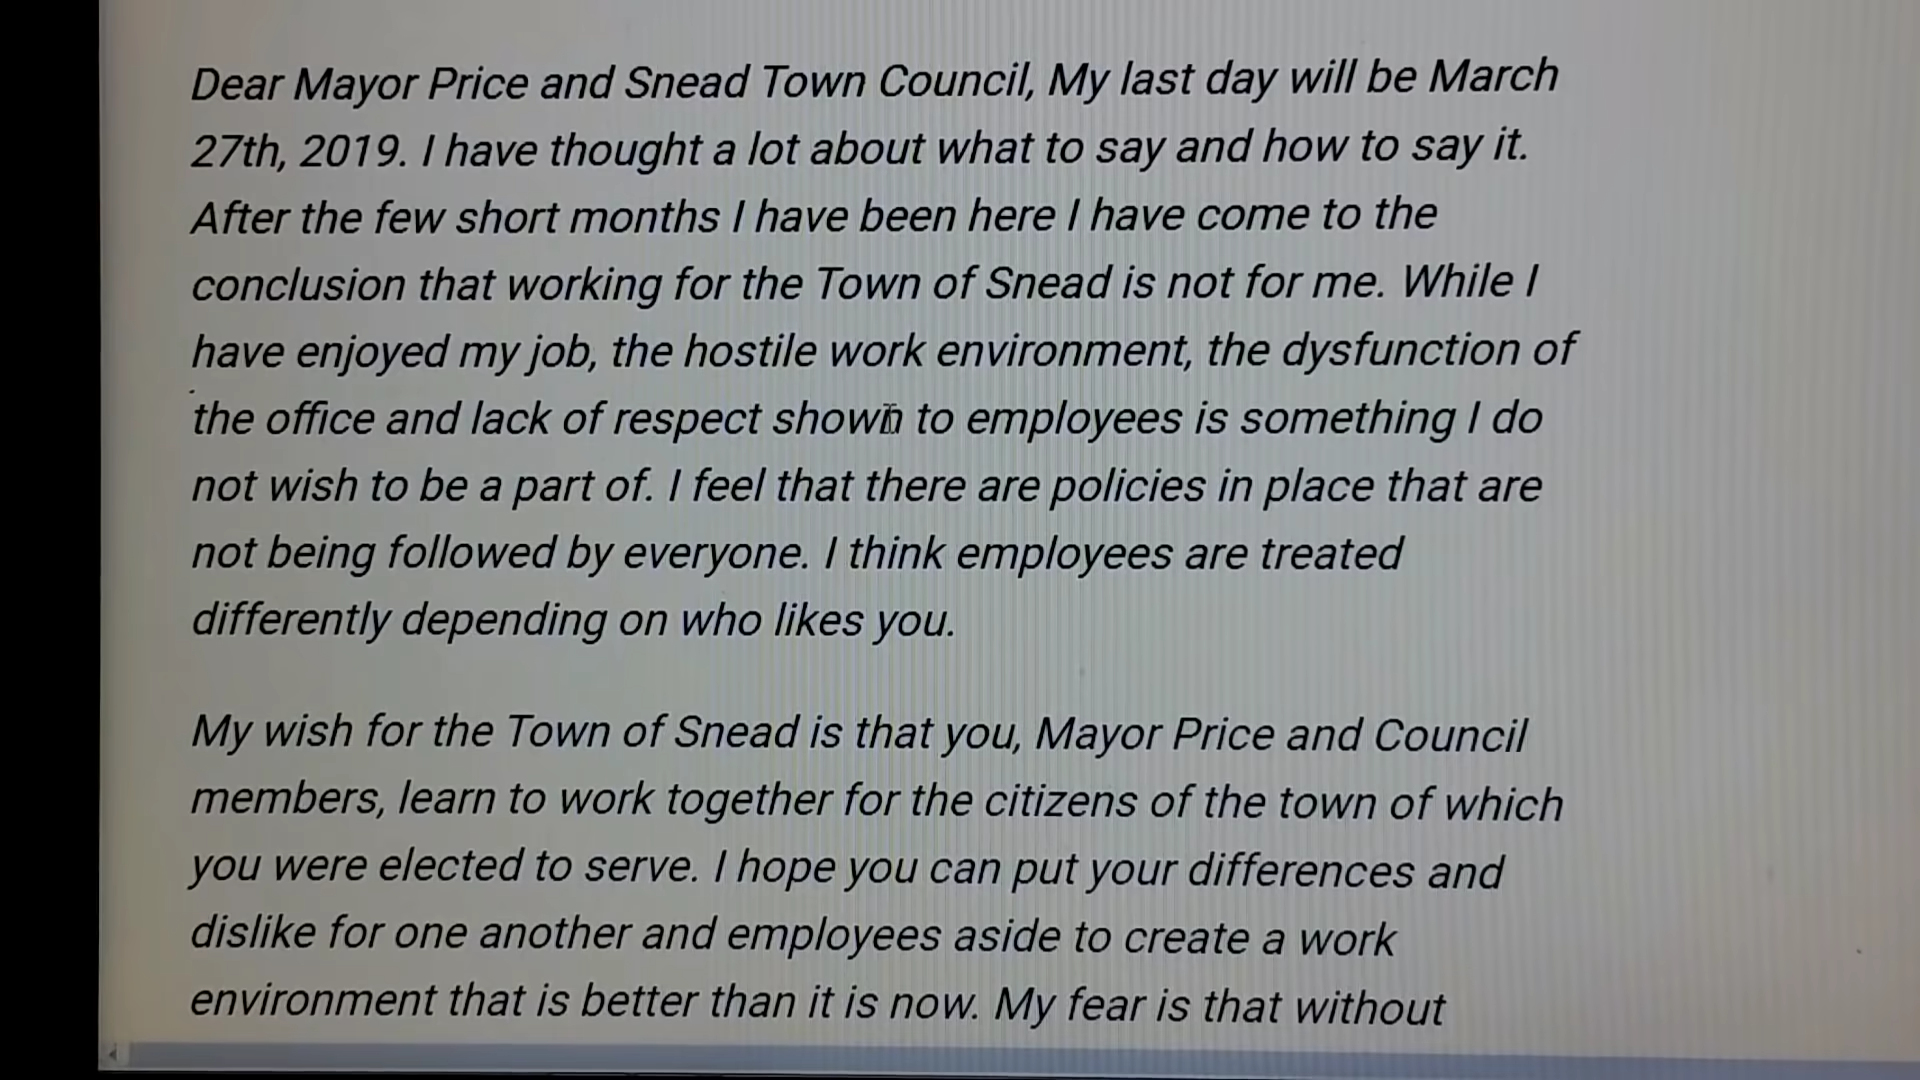 Dear Mayor Price and Snead Town Council, My last day will be March
27th, 2019. I have thought a lot about what to say and how to say it.
After the few short months I have been here I have come to the
conclusion that working for the Town of Snead is not for me. While I
have enjoyed my job, the hostile work environment, the dysfunction of
the office and lack of respect shown to employees is something I do
not wish to be a part of. I feel that there are policies in place that are
not being followed by everyone. I think employees are treated
differently depending on who likes you.
My wish for the Town of Snead is that you, Mayor Price and Council
members, learn to work together for the citizens of the town of which
you were elected to serve. I hope you can put your differences and
dislike for one another and employees aside to create a work
environment that is better than it is now. My fear is that without